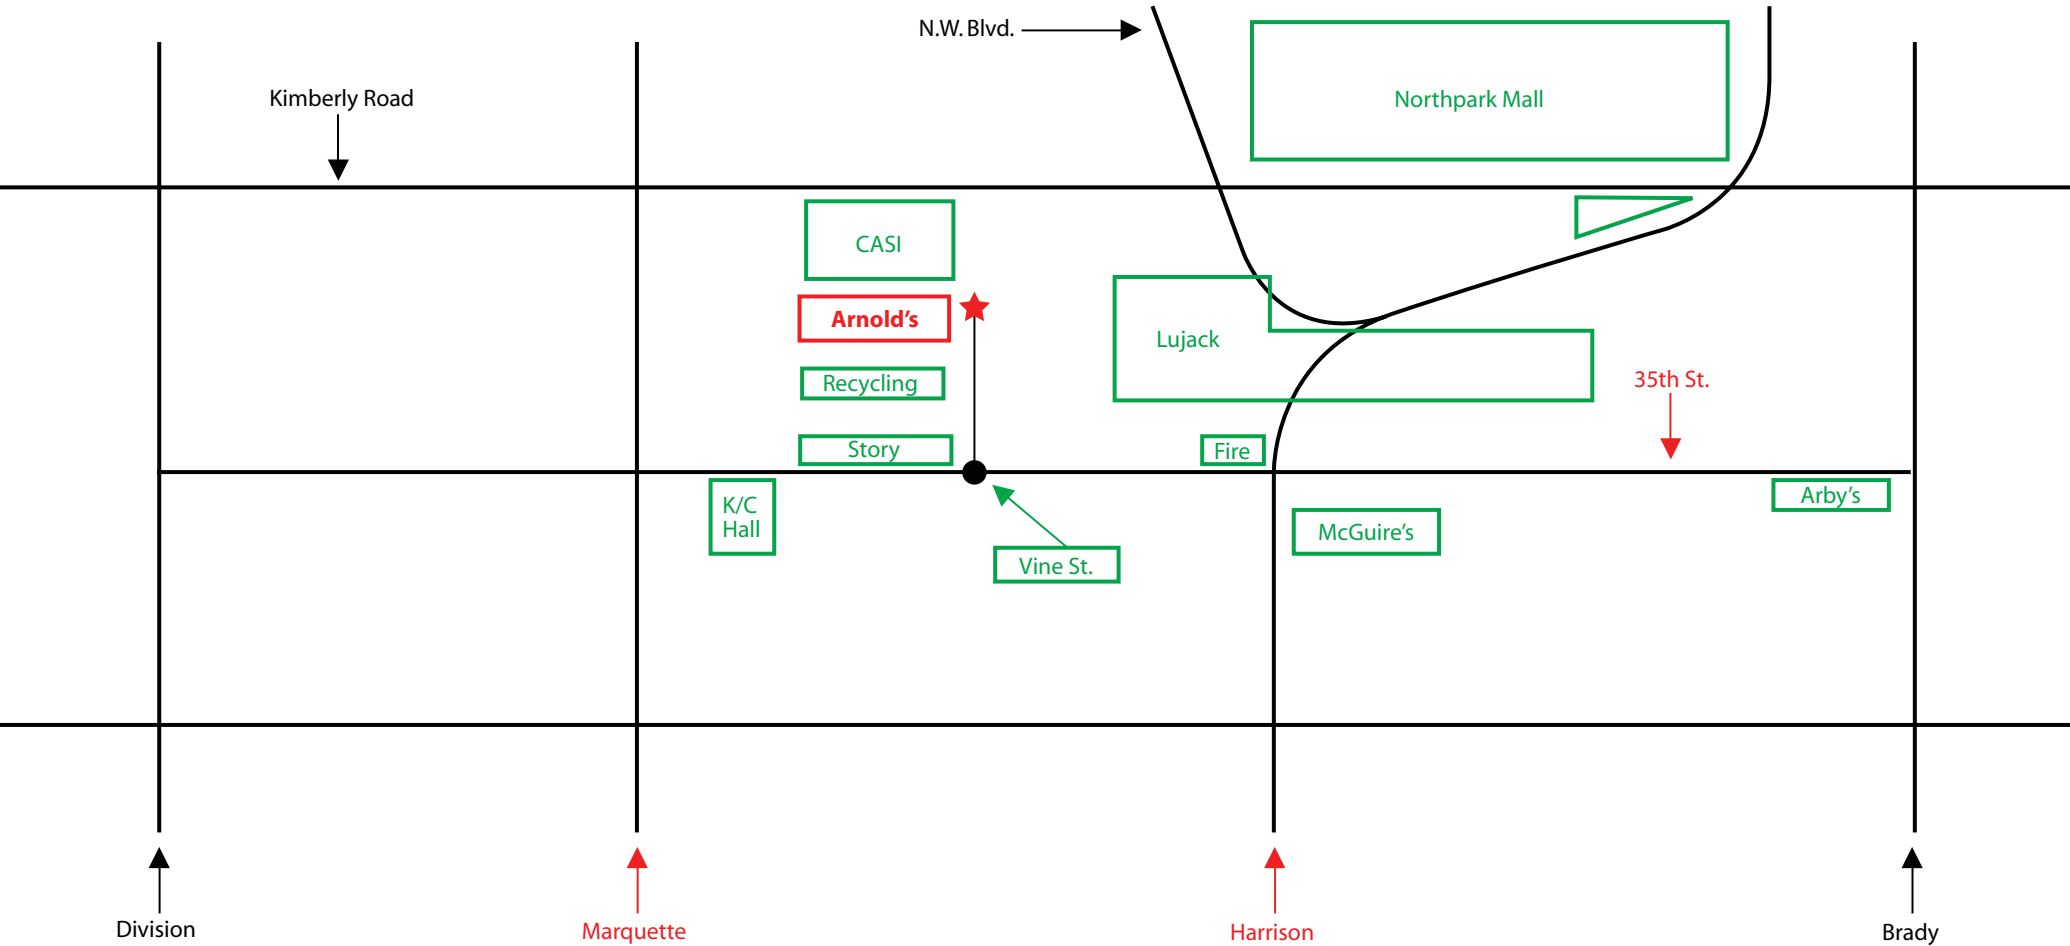 N.W. Blvd.
Kimberly Road
Northpark Mall
CASI
Arnold’s
Lujack
Recycling
35th St.
Story
Fire
K/C
Hall
Arby’s
McGuire’s
Vine St.
Division
Marquette
Harrison
Brady